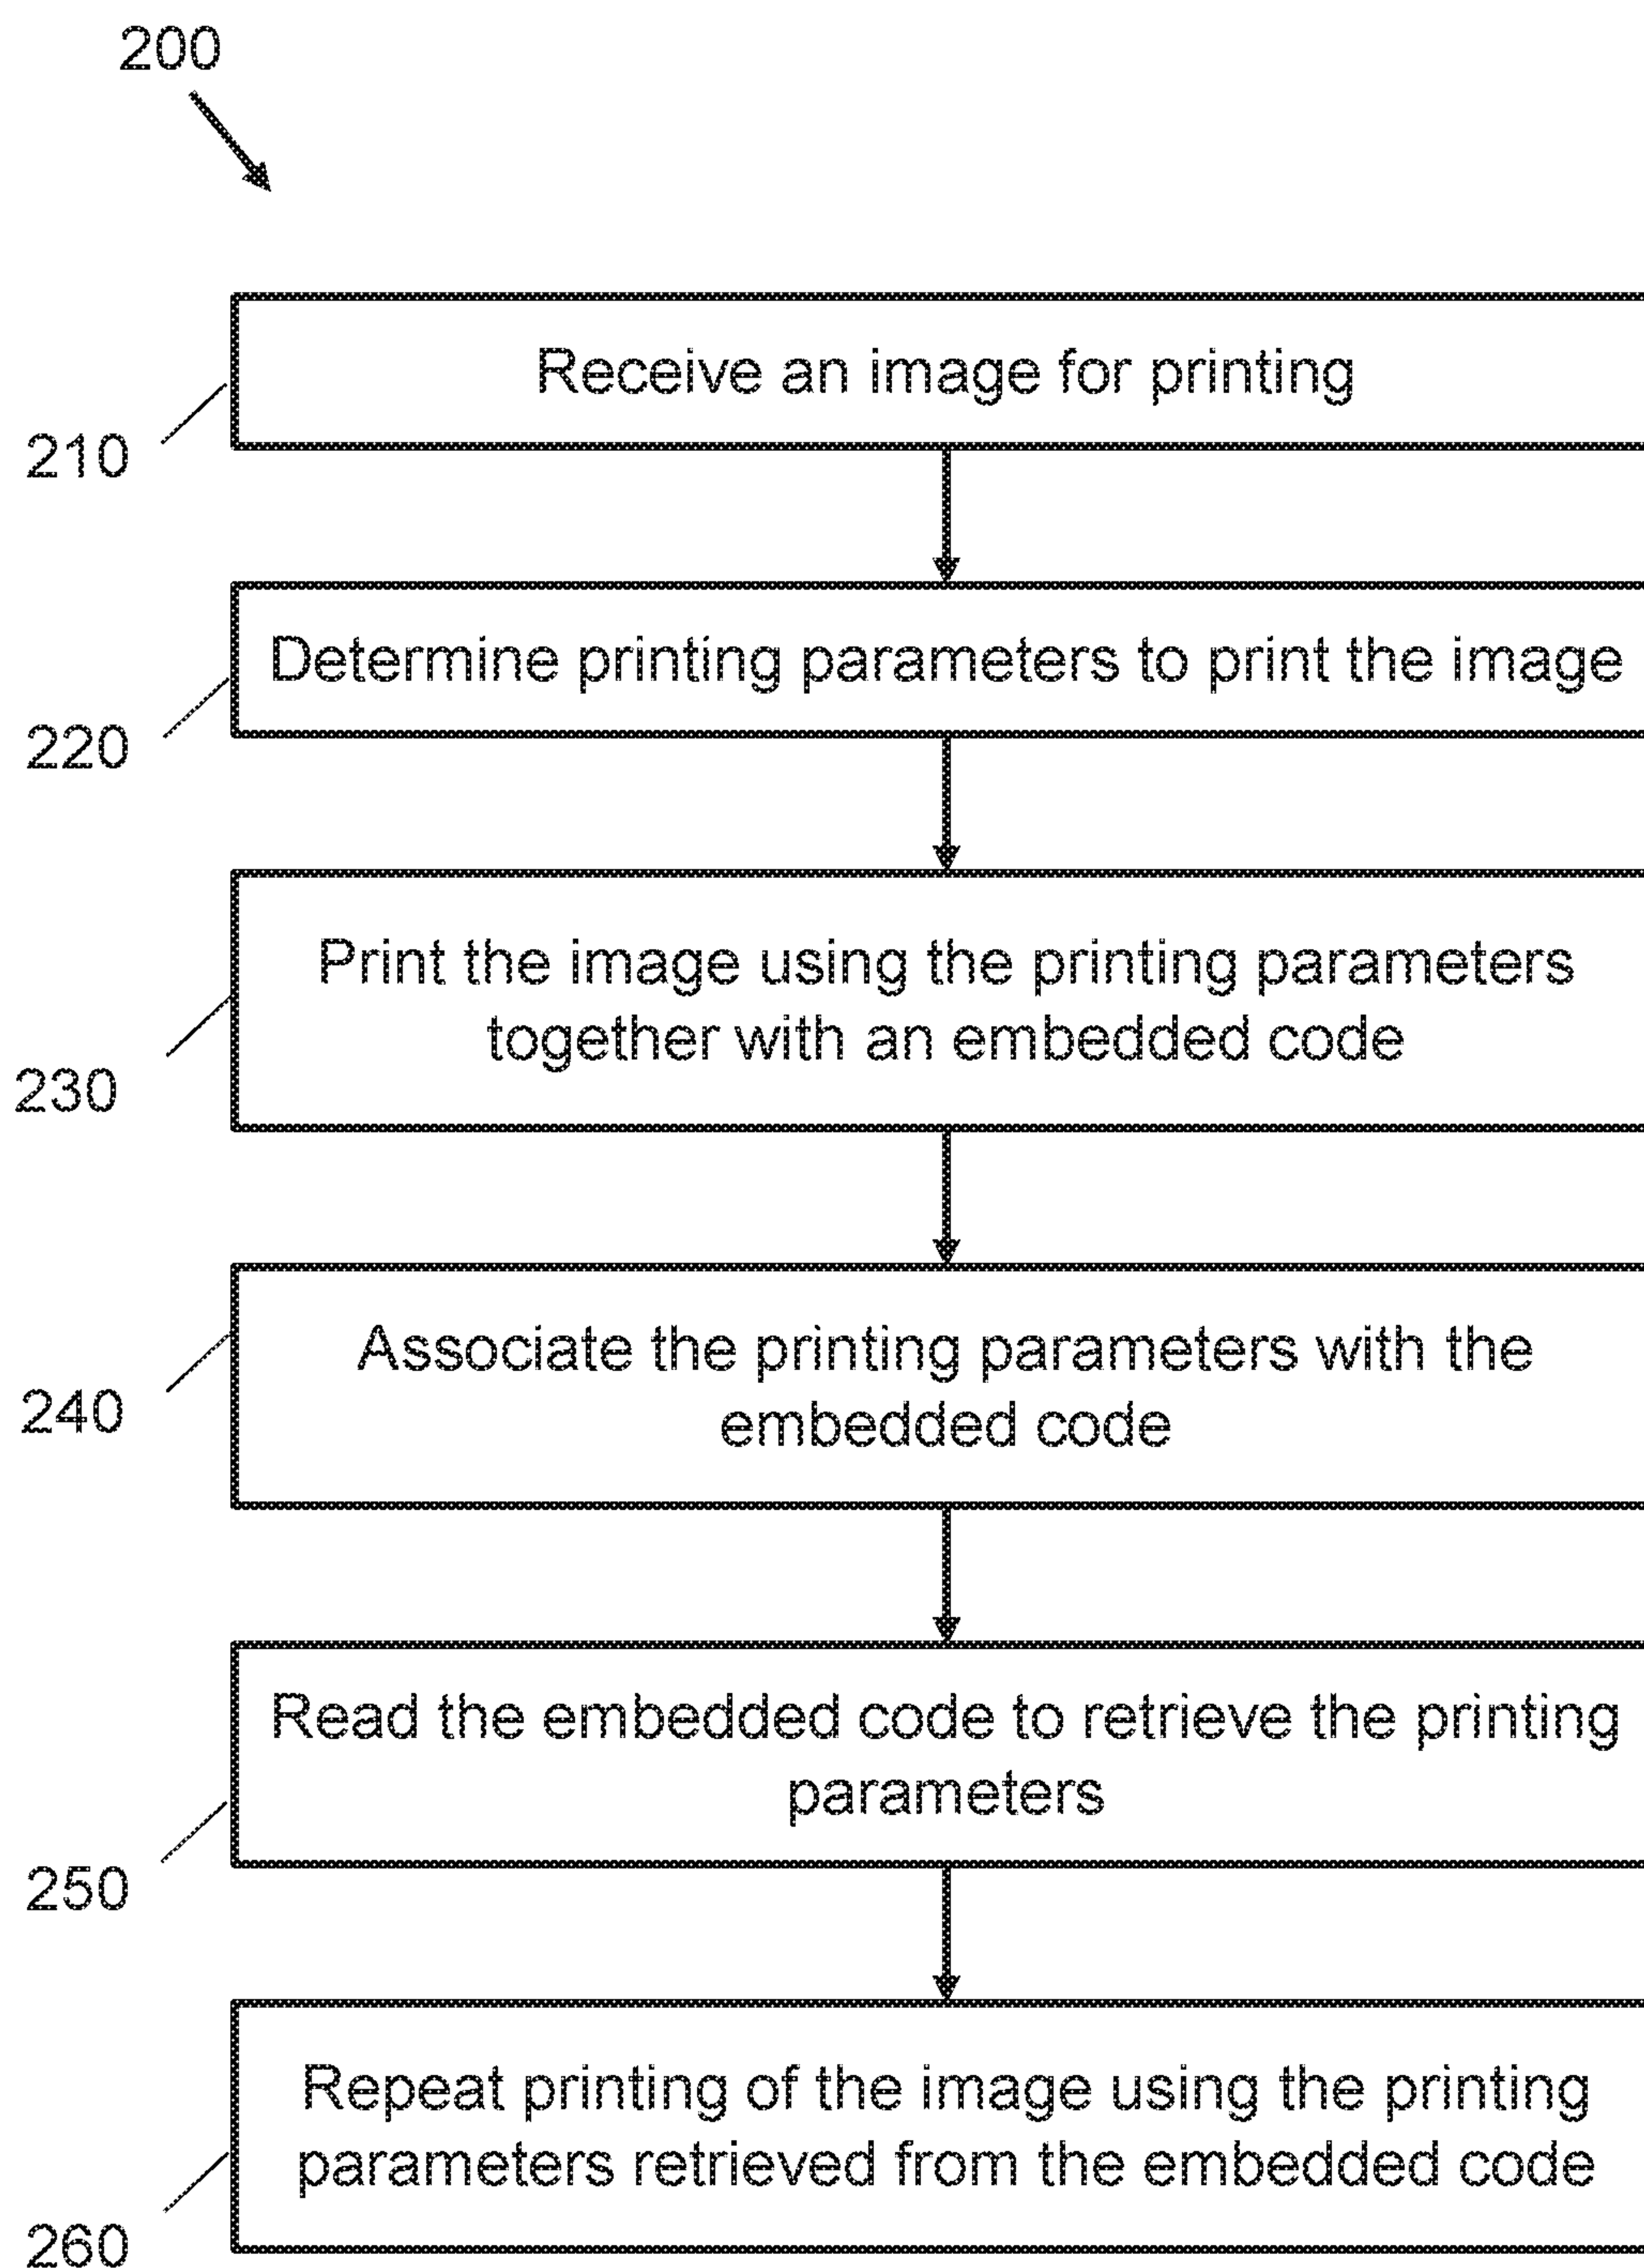 200
Receive an image for printing
210
Determine printing parameters to print the image
220
Print the image using the printing parameters
together with an embedded code
230
Associate the printing parameters with the
embedded code
240
Read the embedded code to retrieve the printing
parameters
250
Repeat printing of the image using the printing
parameters retrieved from the embedded code
260